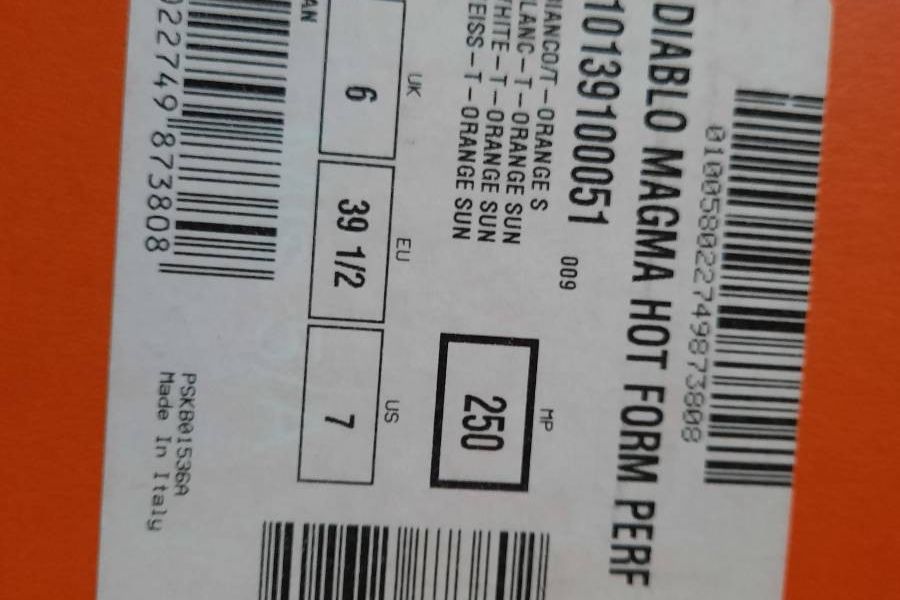 0100580227498738​08
DIABLO MAGMA HOT FORM PERF
10139100051 009
BIANCO/T-ORANGE S
BLANC-T-ORANGE SUN
WHITE-T-ORANGE SUN
WEISS-T-ORANGE SUN
MP
250
UK EU US
6 39 1/2 7
EAN
022749 873808
PSKB01536A
Made In Italy